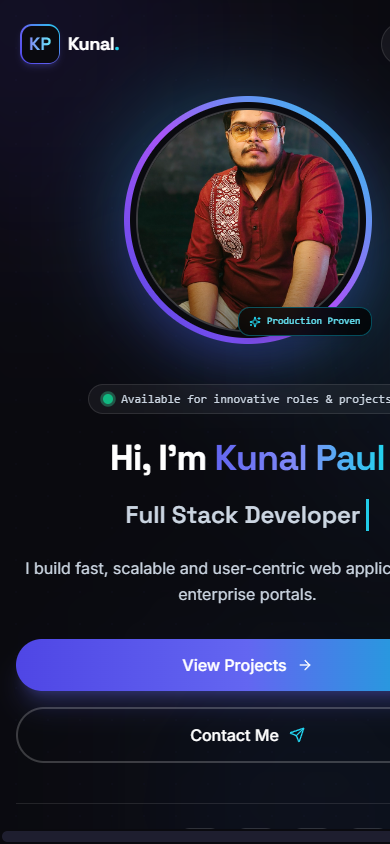 KP Kunal.
Production Proven
Available for innovative roles & projects
Hi, I'm Kunal Paul
Full Stack Developer
I build fast, scalable and user-centric web applic
enterprise portals.
View Projects →
Contact Me